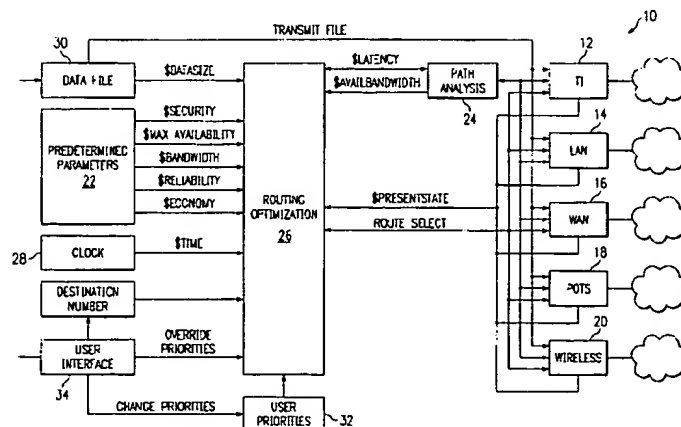 10
TRANSMIT FILE
30
DATA FILE
$DATASIZE
$LATENCY
$AVAILBANDWIDTH
PATH
ANALYSIS
24
12
T1
PREDETERMINED
PARAMETERS
22
$SECURITY
$MAX AVAILABILITY
$BANDWIDTH
$RELIABILITY
$ECONOMY
ROUTING
OPTIMIZATION
26
14
LAN
$PRESENTSTATE
ROUTE SELECT
16
WAN
28
CLOCK
$TIME
18
POTS
DESTINATION
NUMBER
20
WIRELESS
USER
INTERFACE
34
OVERRIDE
PRIORITIES
CHANGE PRIORITIES
USER
PRIORITIES
32